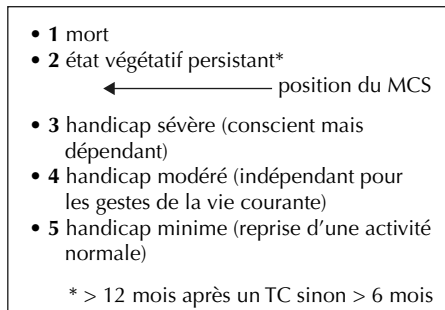 • 1 mort
• 2 état végétatif persistant*
position du MCS
• 3 handicap sévère (conscient mais
dépendant)
• 4 handicap modéré (indépendant pour
les gestes de la vie courante)
• 5 handicap minime (reprise d'une activité
normale)
* > 12 mois après un TC sinon > 6 mois